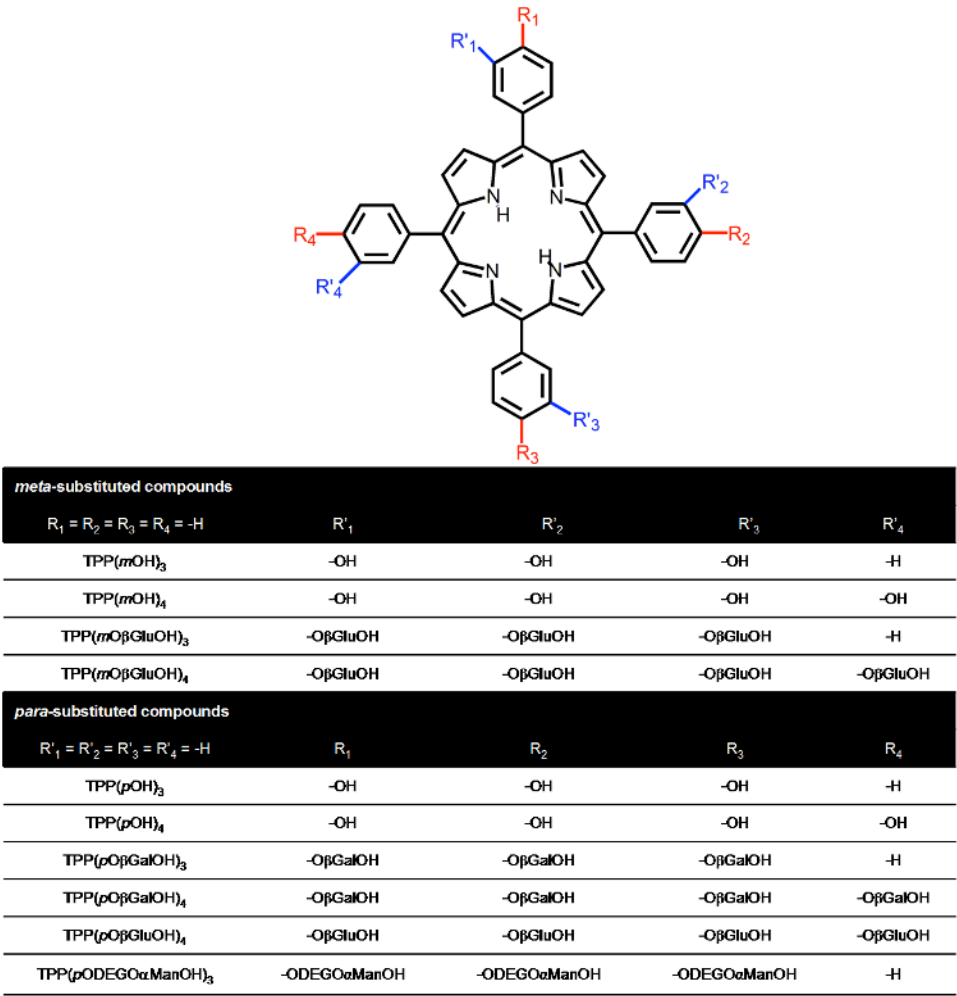 R1
R'1
R'2
N
N
H
R4
R2
H
N
N
R'4
R'3
R3
meta-substituted compounds
R1 = R2 = R3 = R4 = -H R'1 R'2 R'3 R'4
TPP(mOH)3 -OH -OH -OH -H
TPP(mOH)4 -OH -OH -OH -OH
TPP(mOβGluOH)3 -OβGluOH -OβGluOH -OβGluOH -H
TPP(mOβGluOH)4 -OβGluOH -OβGluOH -OβGluOH -OβGluOH
para-substituted compounds
R'1 = R'2 = R'3 = R'4 = -H R1 R2 R3 R4
TPP(pOH)3 -OH -OH -OH -H
TPP(pOH)4 -OH -OH -OH -OH
TPP(pOβGalOH)3 -OβGalOH -OβGalOH -OβGalOH -H
TPP(pOβGalOH)4 -OβGalOH -OβGalOH -OβGalOH -OβGalOH
TPP(pOβGluOH)4 -OβGluOH -OβGluOH -OβGluOH -OβGluOH
TPP(pODEGOαManOH)3 -ODEGOαManOH -ODEGOαManOH -ODEGOαManOH -H